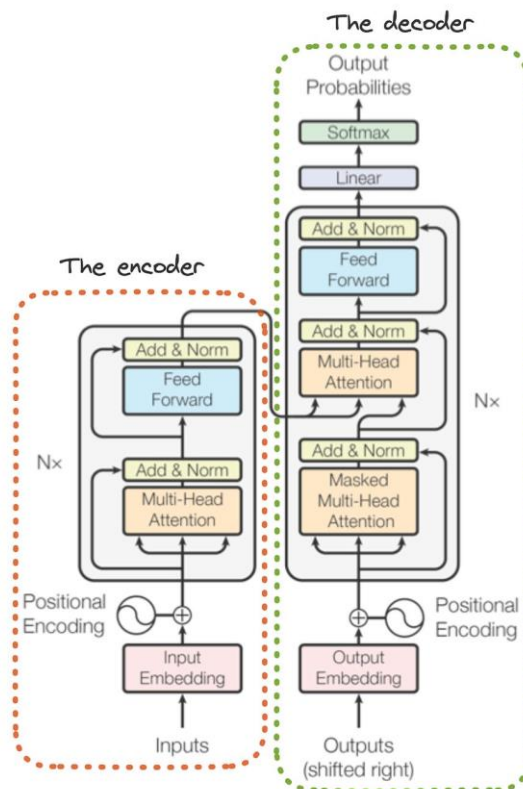 The decoder
Output
Probabilities
Softmax
Linear
Add & Norm
Feed
Forward
Add & Norm
Multi-Head
Attention
Nx
Add & Norm
Masked
Multi-Head
Attention
Positional
Encoding
Output
Embedding
Outputs
(shifted right)
The encoder
Add & Norm
Feed
Forward
Nx
Add & Norm
Multi-Head
Attention
Positional
Encoding
Input
Embedding
Inputs